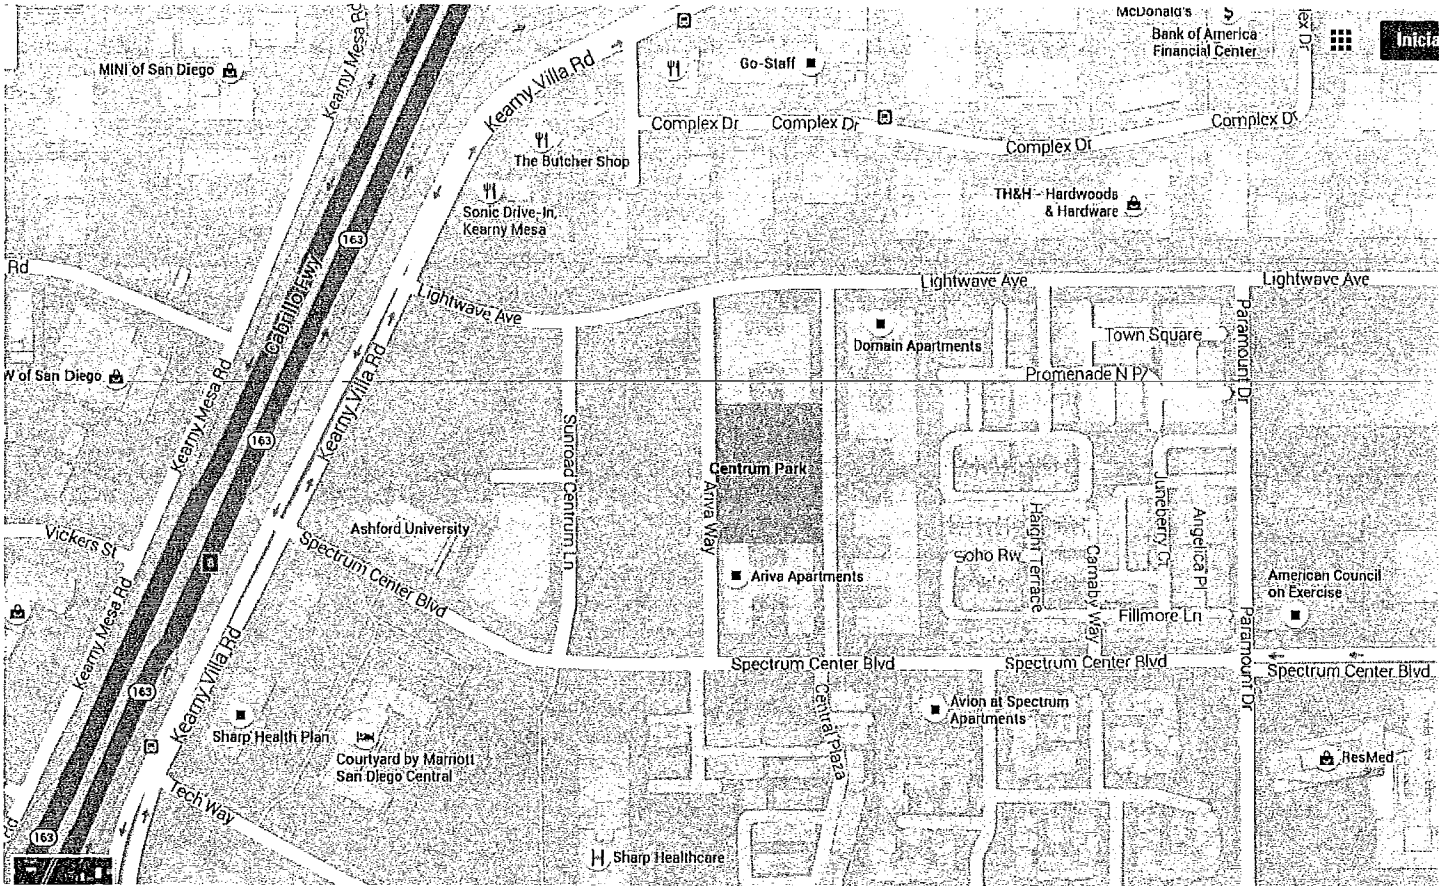 McDonald's
Kearny Mesa Rd
Bank of America
Financial Center
lex Dr
Inicia
MINI of San Diego
Go-Staff
Kearny Villa Rd
Complex Dr
Complex Dr
Complex Dr
Complex Dr
The Butcher Shop
TH&H - Hardwoods
& Hardware
Sonic Drive-In,
Kearny Mesa
163
Rd
Cabrillo Fwy
Lightwave Ave
Lightwave Ave
Lightwave Ave
Paramount Dr
Town Square
Domain Apartments
W of San Diego
Promenade N Pl
Kearny Mesa Rd
Kearny Villa Rd
163
Sunroad Centrum Ln
Centrum Park
Ariva Way
Juneberry Ct
Angelica Pl
Haight Terrace
Vickers St
Ashford University
Spectrum Center Blvd
Soho Rw
Cornaby Way
8
Ariva Apartments
American Council
on Exercise
Kearny Mesa Rd
Fillmore Ln
Paramount Dr
Kearny Villa Rd
Spectrum Center Blvd
Spectrum Center Blvd
Spectrum Center Blvd
163
Central Plaza
Avion at Spectrum
Apartments
Sharp Health Plan
Courtyard by Marriott
San Diego Central
ResMed
Tech Way
Rd
163
Sharp Healthcare